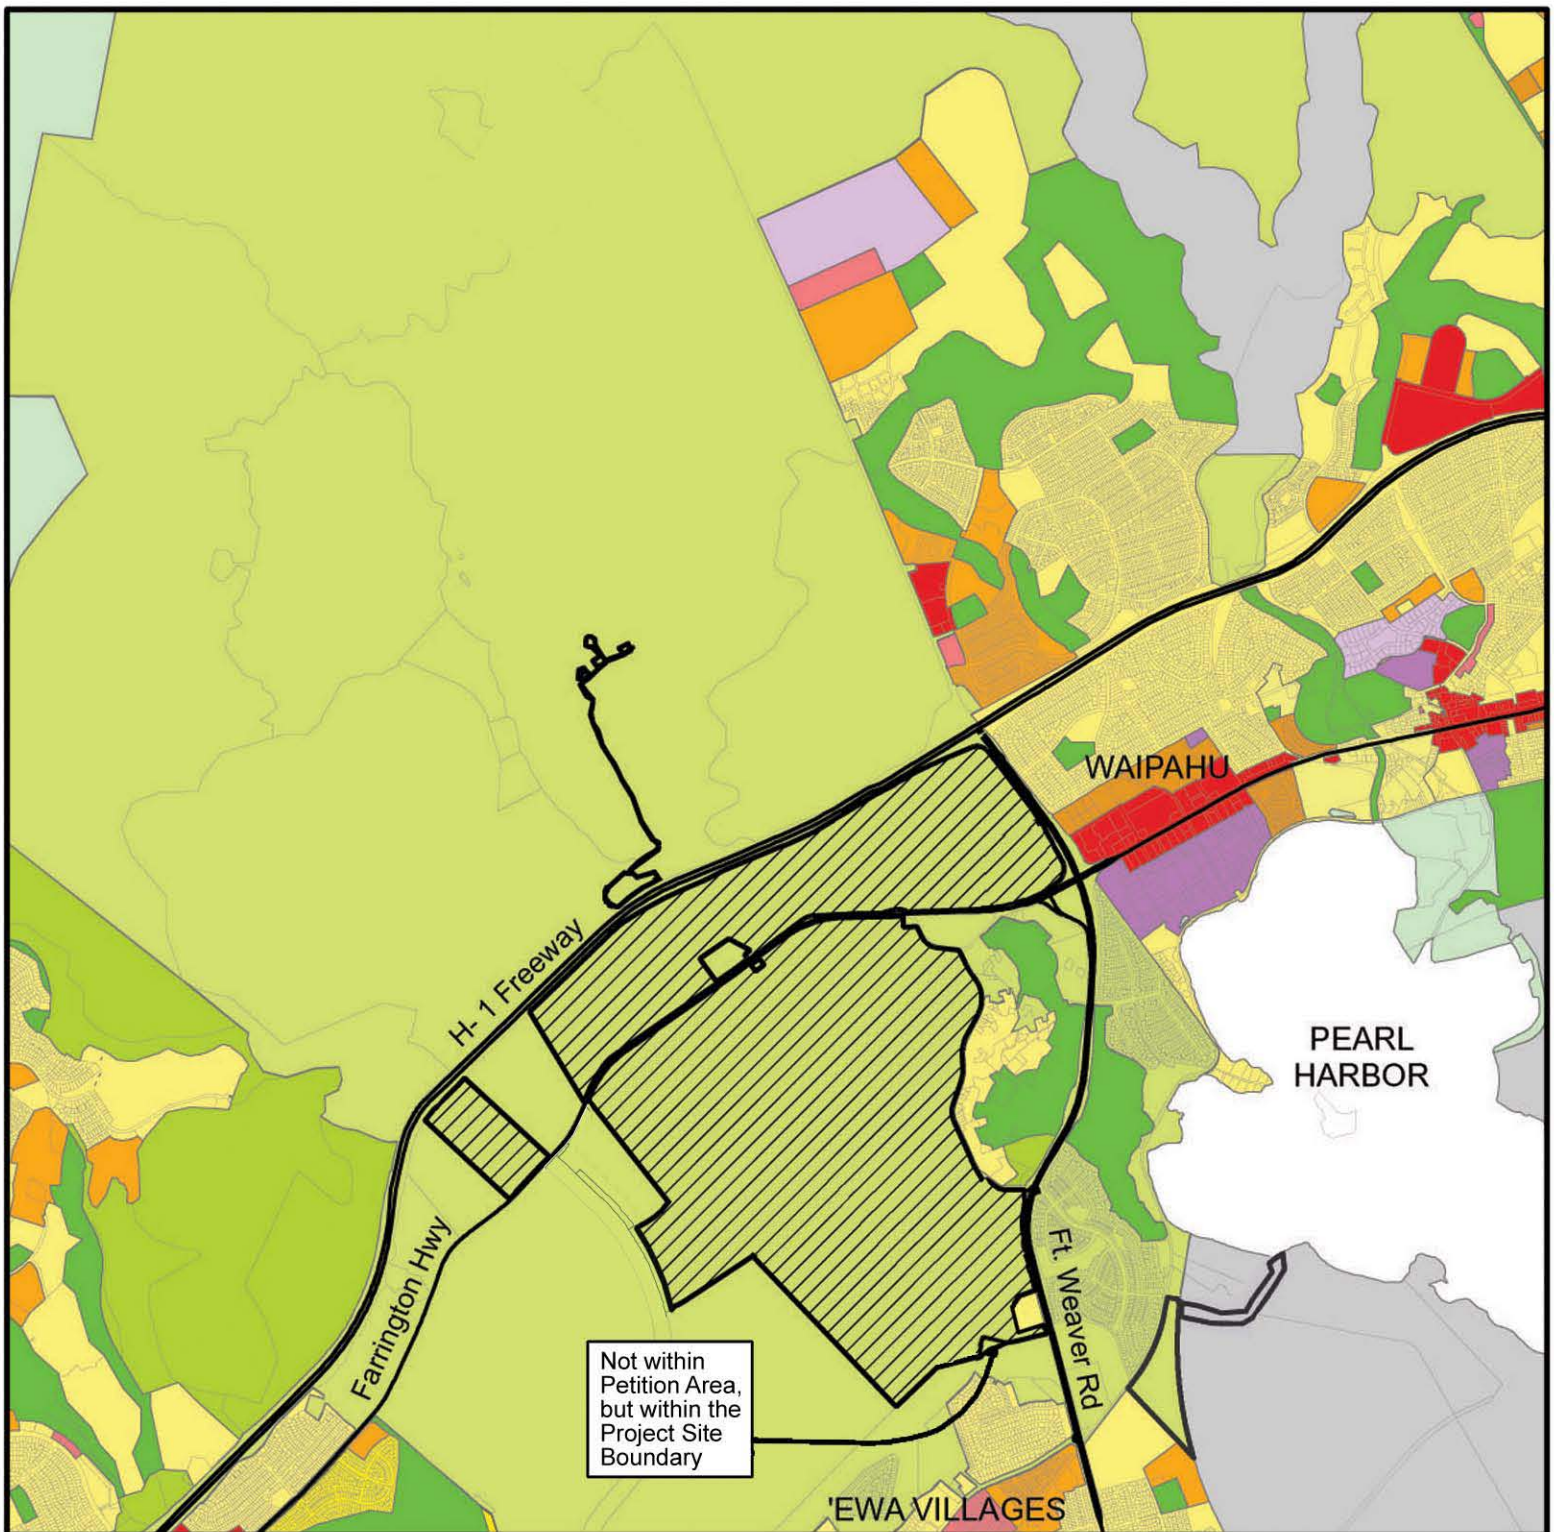 WAIPAHU
H- 1 Freeway
PEARL
HARBOR
Farrington Hwy
Ft. Weaver Rd
Not within
Petition Area,
but within the
Project Site
Boundary
'EWA VILLAGES